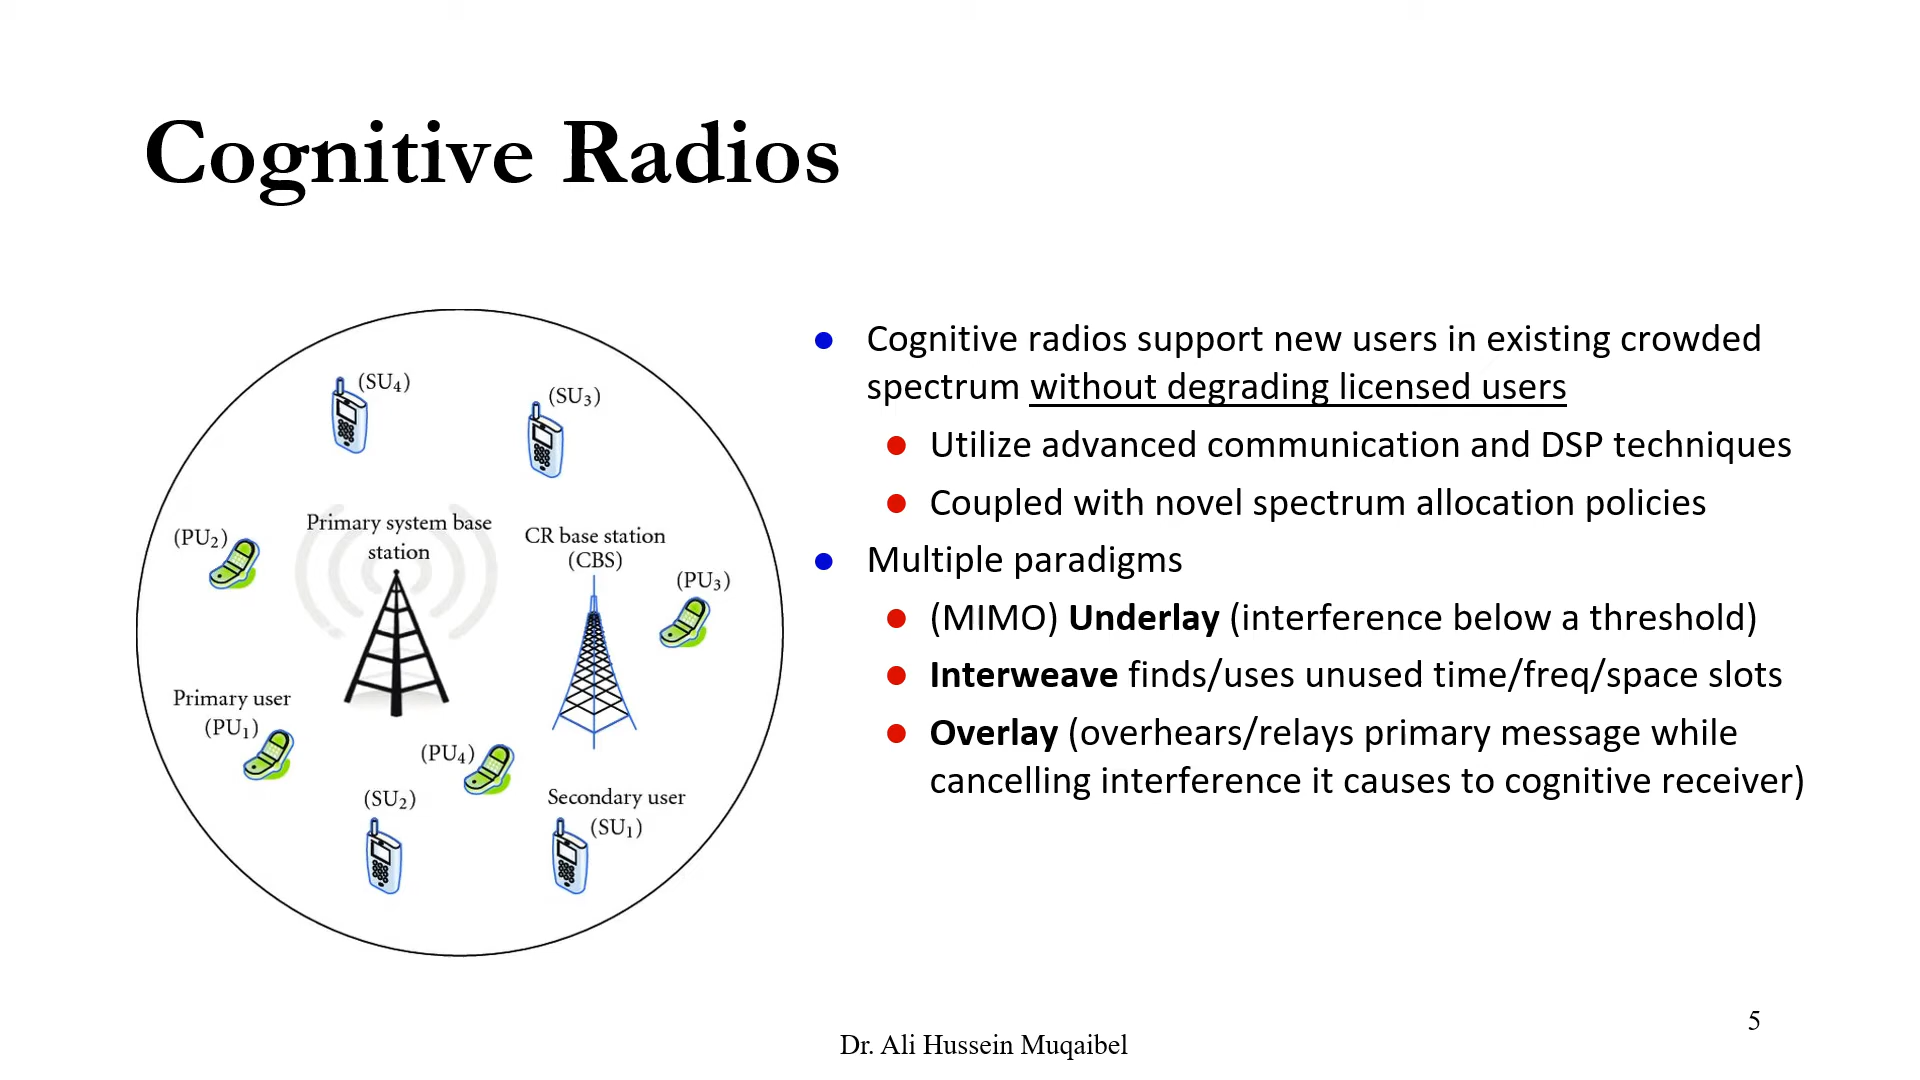 Cognitive Radios
(SU₄)
(SU₃)
Primary system base
station
CR base station
(CBS)
(PU₂)
(PU₃)
Primary user
(PU₁)
(PU₄)
(SU₂)
Secondary user
(SU₁)
● Cognitive radios support new users in existing crowded
spectrum without degrading licensed users
● Utilize advanced communication and DSP techniques
● Coupled with novel spectrum allocation policies
● Multiple paradigms
● (MIMO) Underlay (interference below a threshold)
● Interweave finds/uses unused time/freq/space slots
● Overlay (overhears/relays primary message while
cancelling interference it causes to cognitive receiver)
5
Dr. Ali Hussein Muqaibel